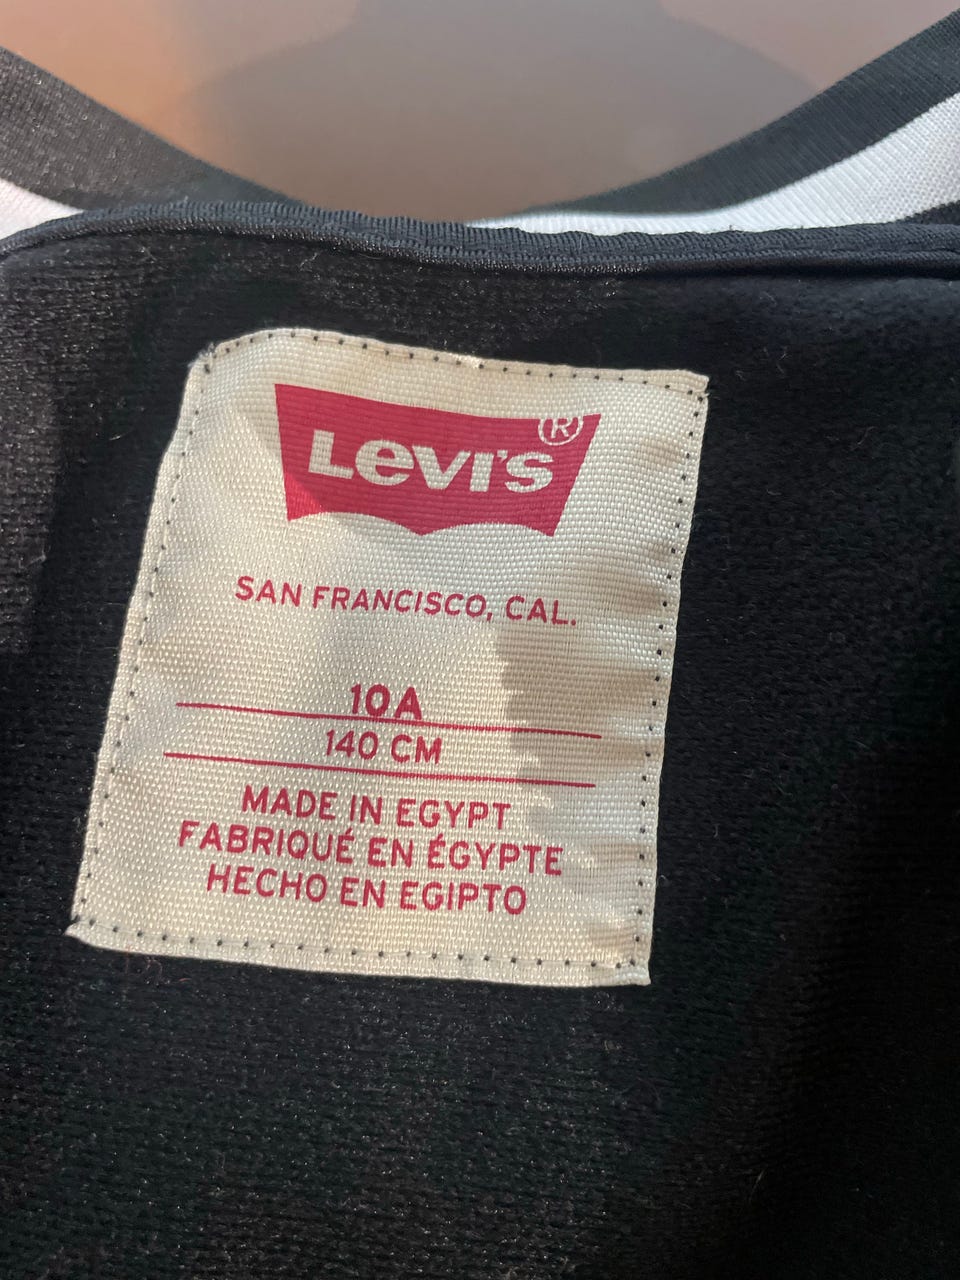 Levi's®
SAN FRANCISCO, CAL.
10A
140 CM
MADE IN EGYPT
FABRIQUÉ EN ÉGYPTE
HECHO EN EGIPTO